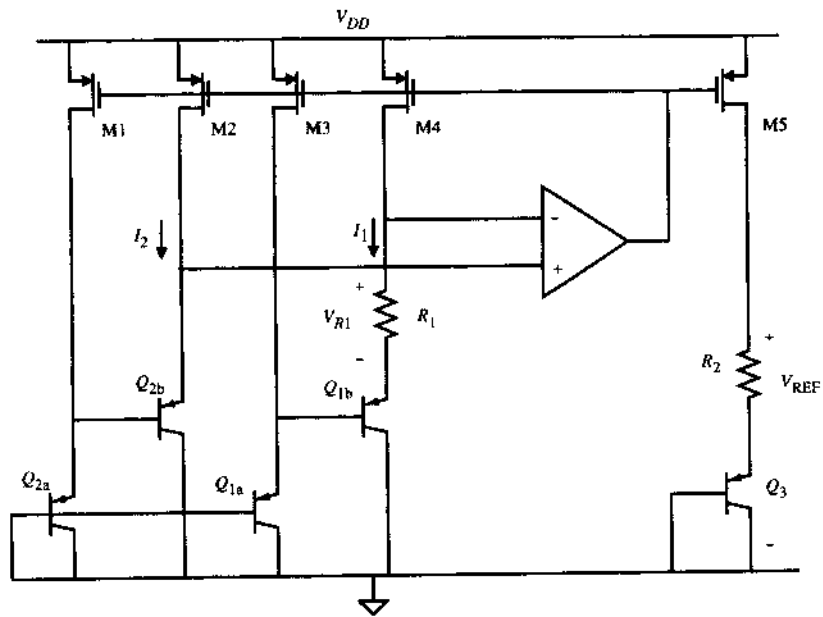 V_DD
M1
M2
M3
M4
M5
I_2
I_1
-
+
+
V_R1
R_1
-
Q_2b
Q_1b
R_2
+
V_REF
Q_2a
Q_1a
Q_3
-